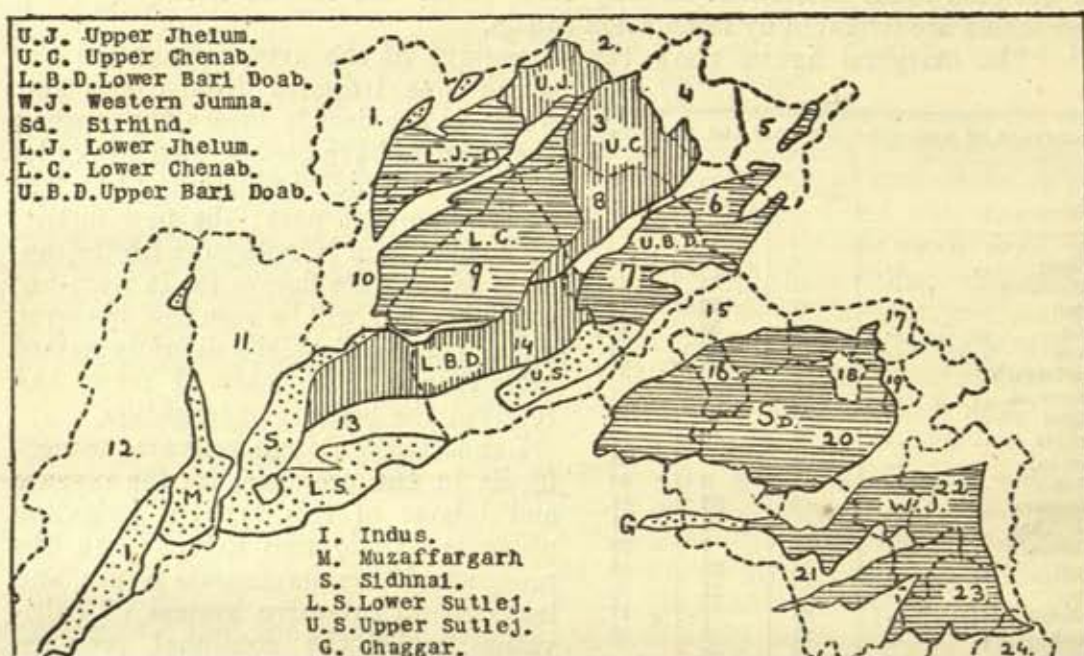 U.J. Upper Jhelum.
U.C. Upper Chenab.
L.B.D.Lower Bari Doab.
W.J. Western Jumna.
Sd. Sirhind.
L.J. Lower Jhelum.
L.C. Lower Chenab.
U.B.D.Upper Bari Doab.
2.
U.J.
4
1.
3
5
L.J.
U.C.
8
6
L.C.
U.B.D.
10
9
7
15
11.
17
14
L.B.D.
16
18
19
U.S.
13
SD.
20
12
S.
M
L.S.
22
W.J.
G
I
21
23.
24.
I. Indus.
M. Muzaffargarh
S. Sidhnai.
L.S.Lower Sutlej.
U.S.Upper Sutlej.
G. Ghaggar.